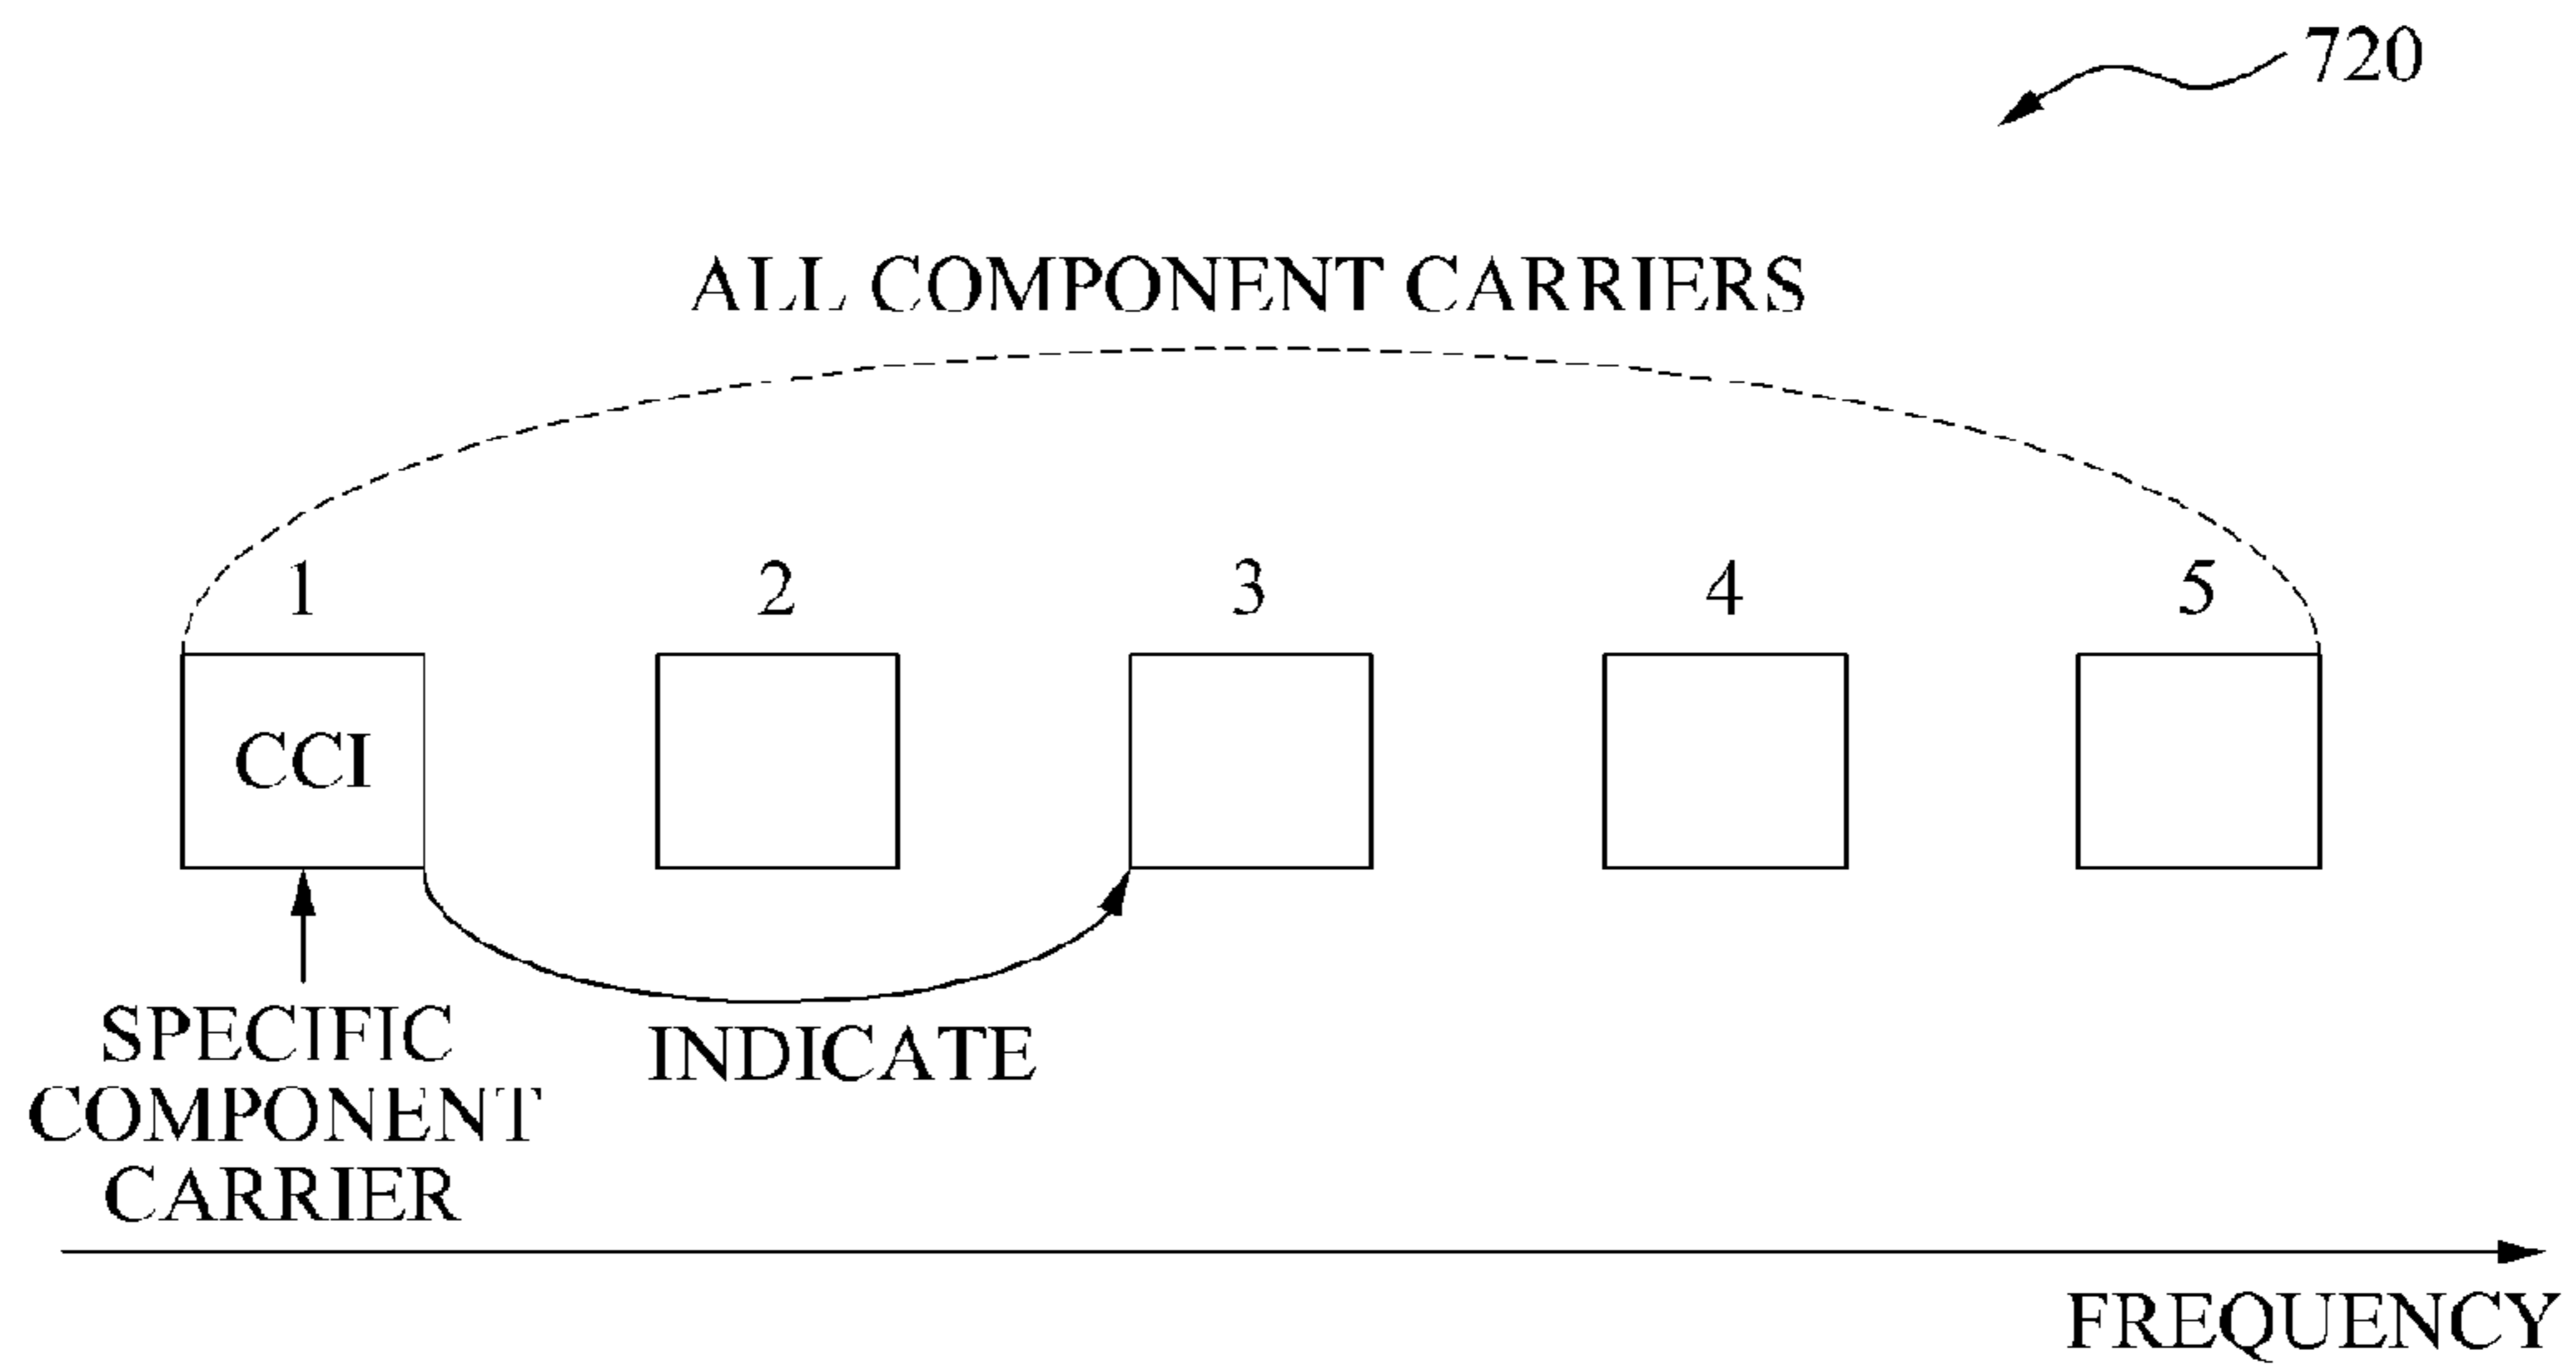 720
ALL COMPONENT CARRIERS
1 2 3 4 5
CCI
SPECIFIC
COMPONENT
CARRIER
INDICATE
FREQUENCY